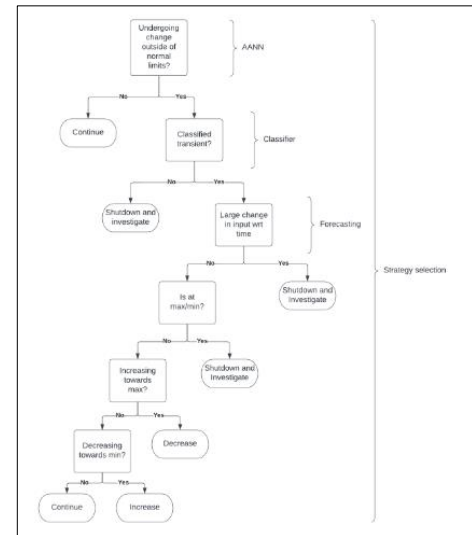 Undergoing
change
outside of
normal
limits?
AANN
No
Yes
Continue
Classified
transient?
Classifier
No
Yes
Shutdown and
investigate
Large change
in input wrt
time
Forecasting
No
Yes
Strategy selection
Is at
max/min?
Shutdown and
Investigate
No
Yes
Increasing
towards
max?
Shutdown and
Investigate
No
Yes
Decreasing
towards min?
Decrease
No
Yes
Continue
Increase